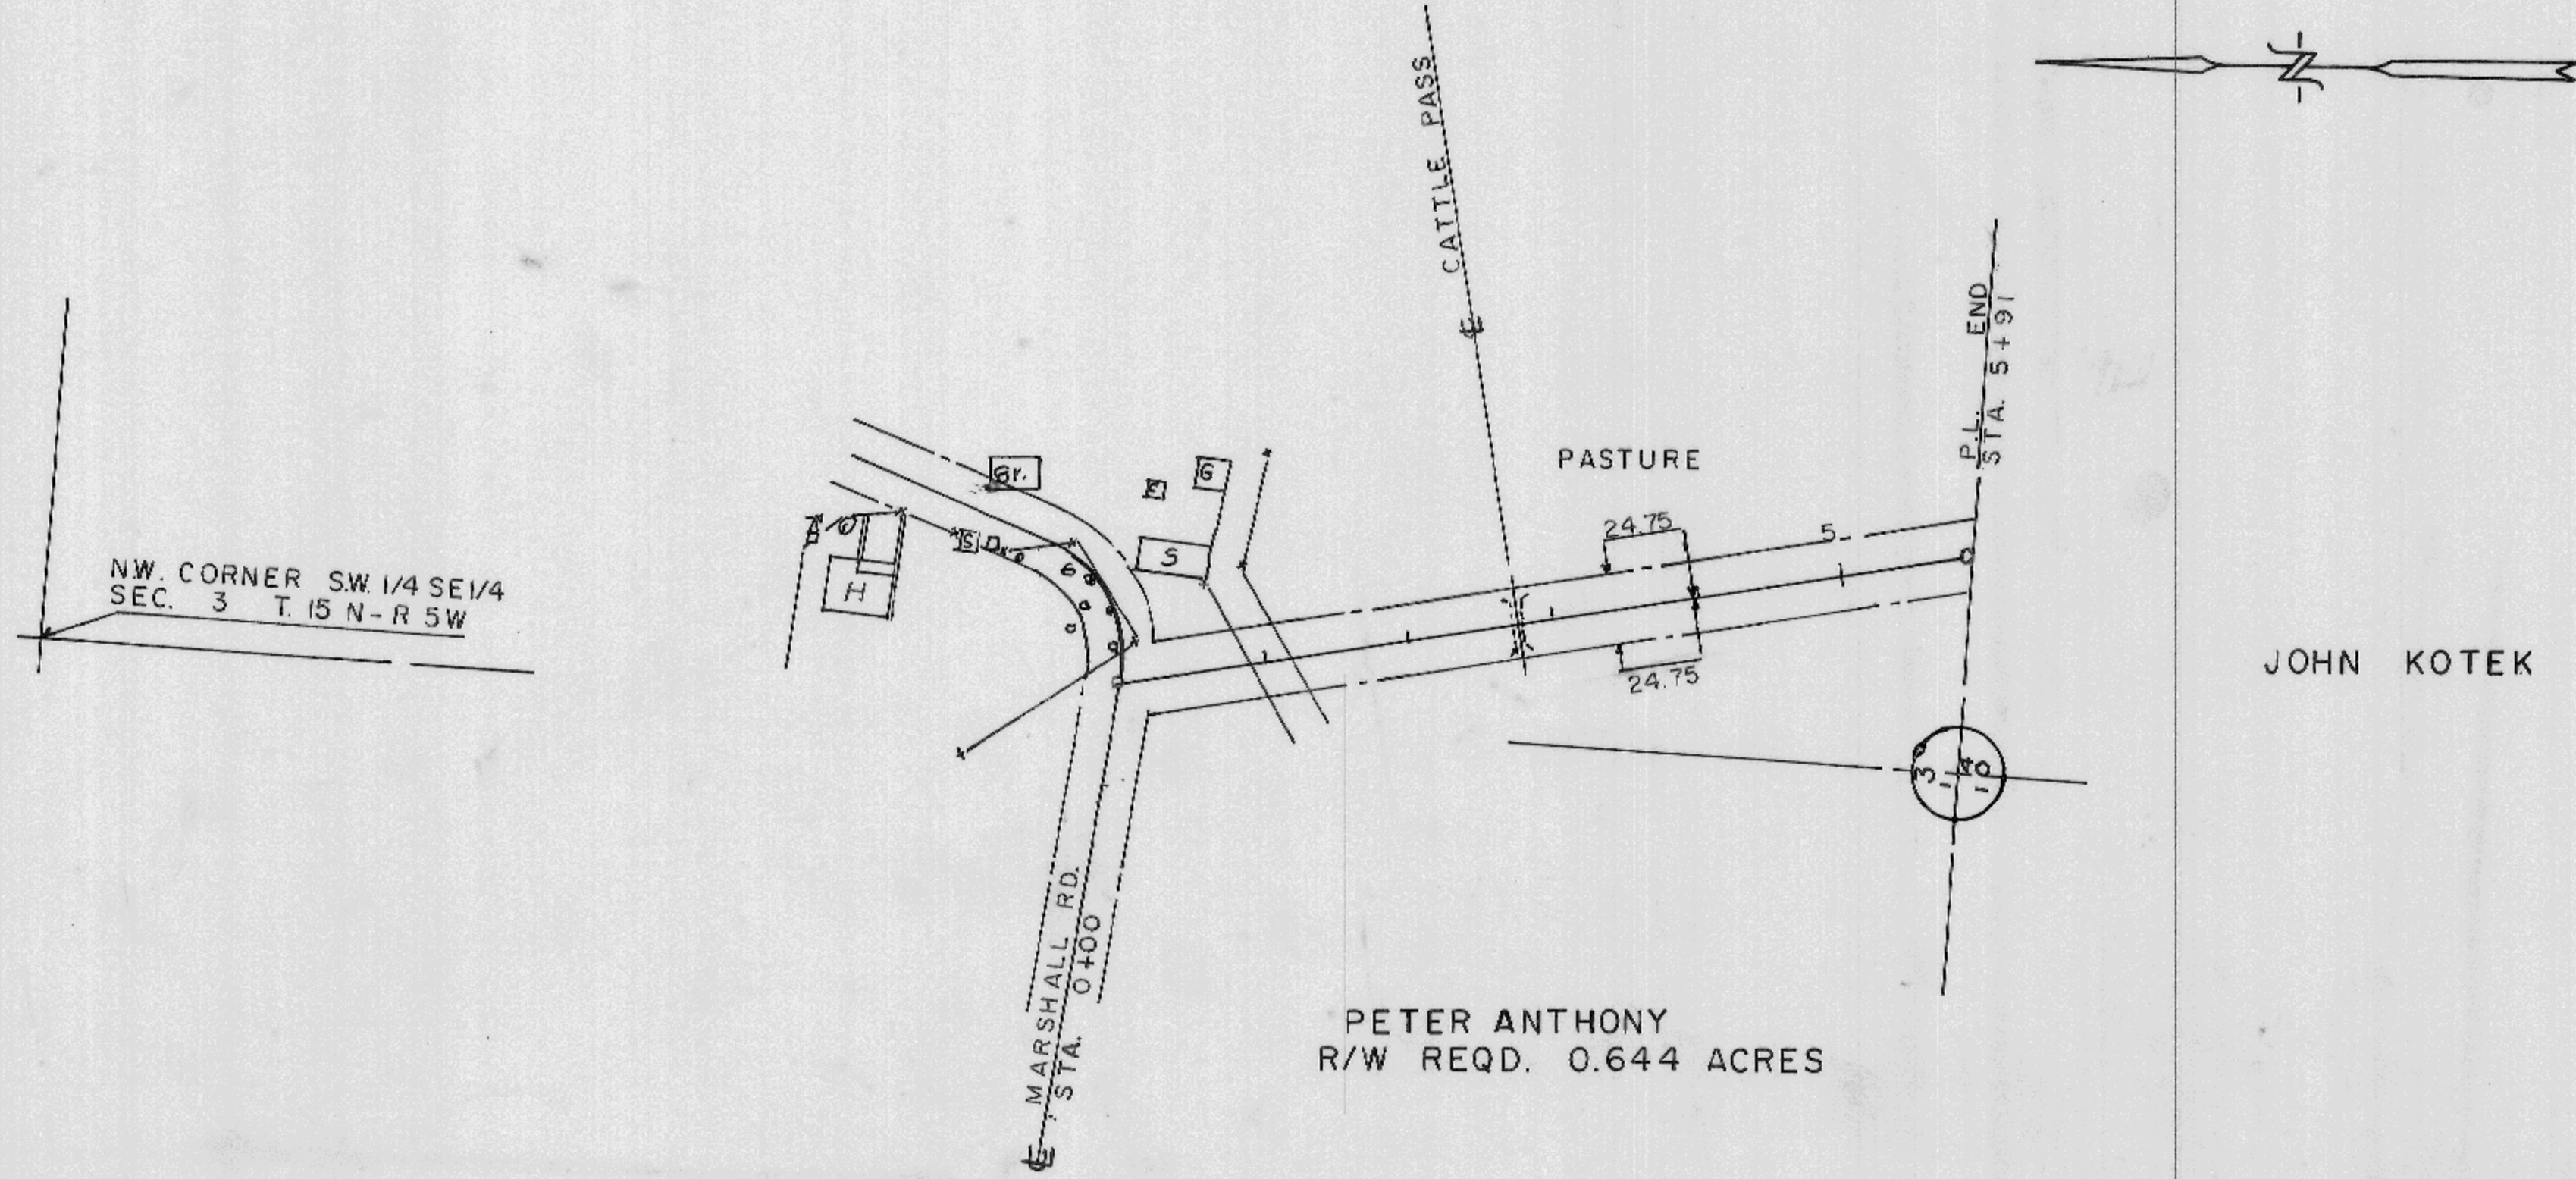 CATTLE PASS
℄
P.L. END
STA. 5 + 91
PASTURE
24.75
5
24.75
Gr.
G
S
S
H
N.W. CORNER S.W. 1/4 SE 1/4
SEC. 3 T. 15 N - R 5 W
JOHN KOTEK
3
10
MARSHALL RD.
STA. 0+00
℄
PETER ANTHONY
R/W REQD. 0.644 ACRES